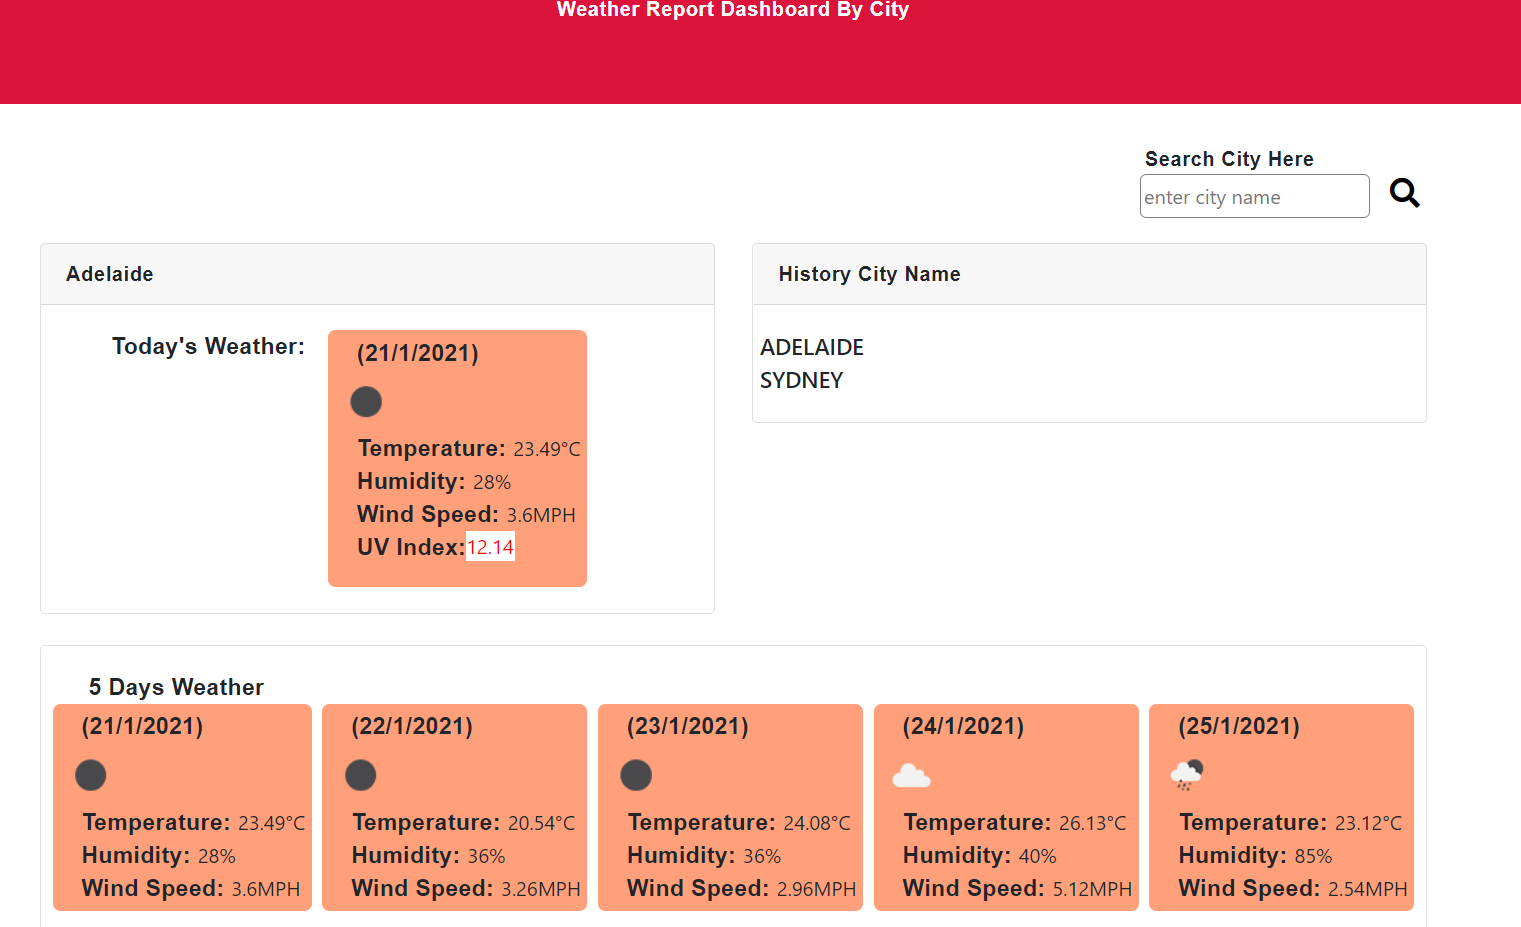 Weather Report Dashboard By City
Search City Here
enter city name
Adelaide
Today's Weather:
(21/1/2021)
Temperature: 23.49°C
Humidity: 28%
Wind Speed: 3.6MPH
UV Index:12.14
History City Name
ADELAIDE
SYDNEY
5 Days Weather
(21/1/2021)
Temperature: 23.49°C
Humidity: 28%
Wind Speed: 3.6MPH
(22/1/2021)
Temperature: 20.54°C
Humidity: 36%
Wind Speed: 3.26MPH
(23/1/2021)
Temperature: 24.08°C
Humidity: 36%
Wind Speed: 2.96MPH
(24/1/2021)
Temperature: 26.13°C
Humidity: 40%
Wind Speed: 5.12MPH
(25/1/2021)
Temperature: 23.12°C
Humidity: 85%
Wind Speed: 2.54MPH